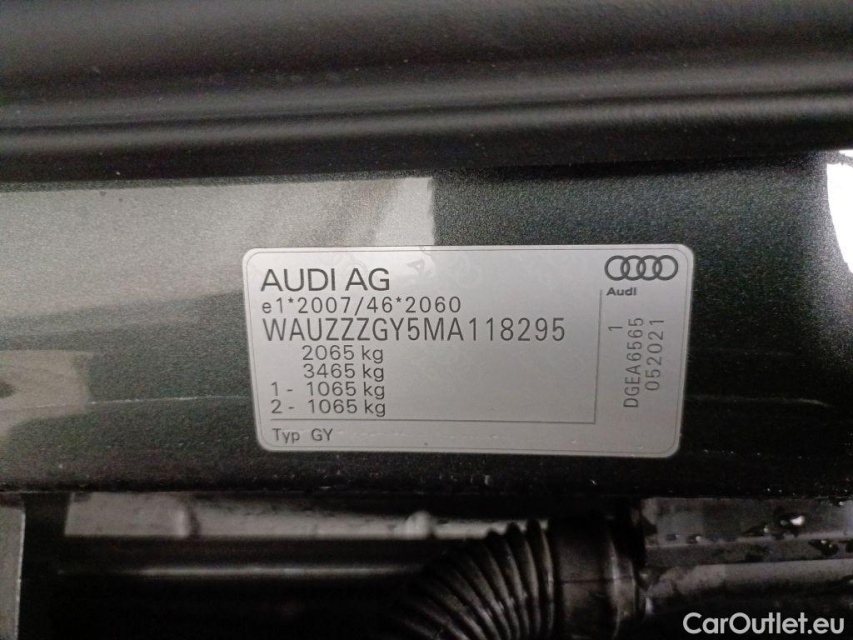 AUDI AG
e1*2007/46*2060
WAUZZZGY5MA118295
2065 kg
3465 kg
1 - 1065 kg
2 - 1065 kg
Typ GY
Audi
1
DGEA6565
052021
CarOutlet.eu